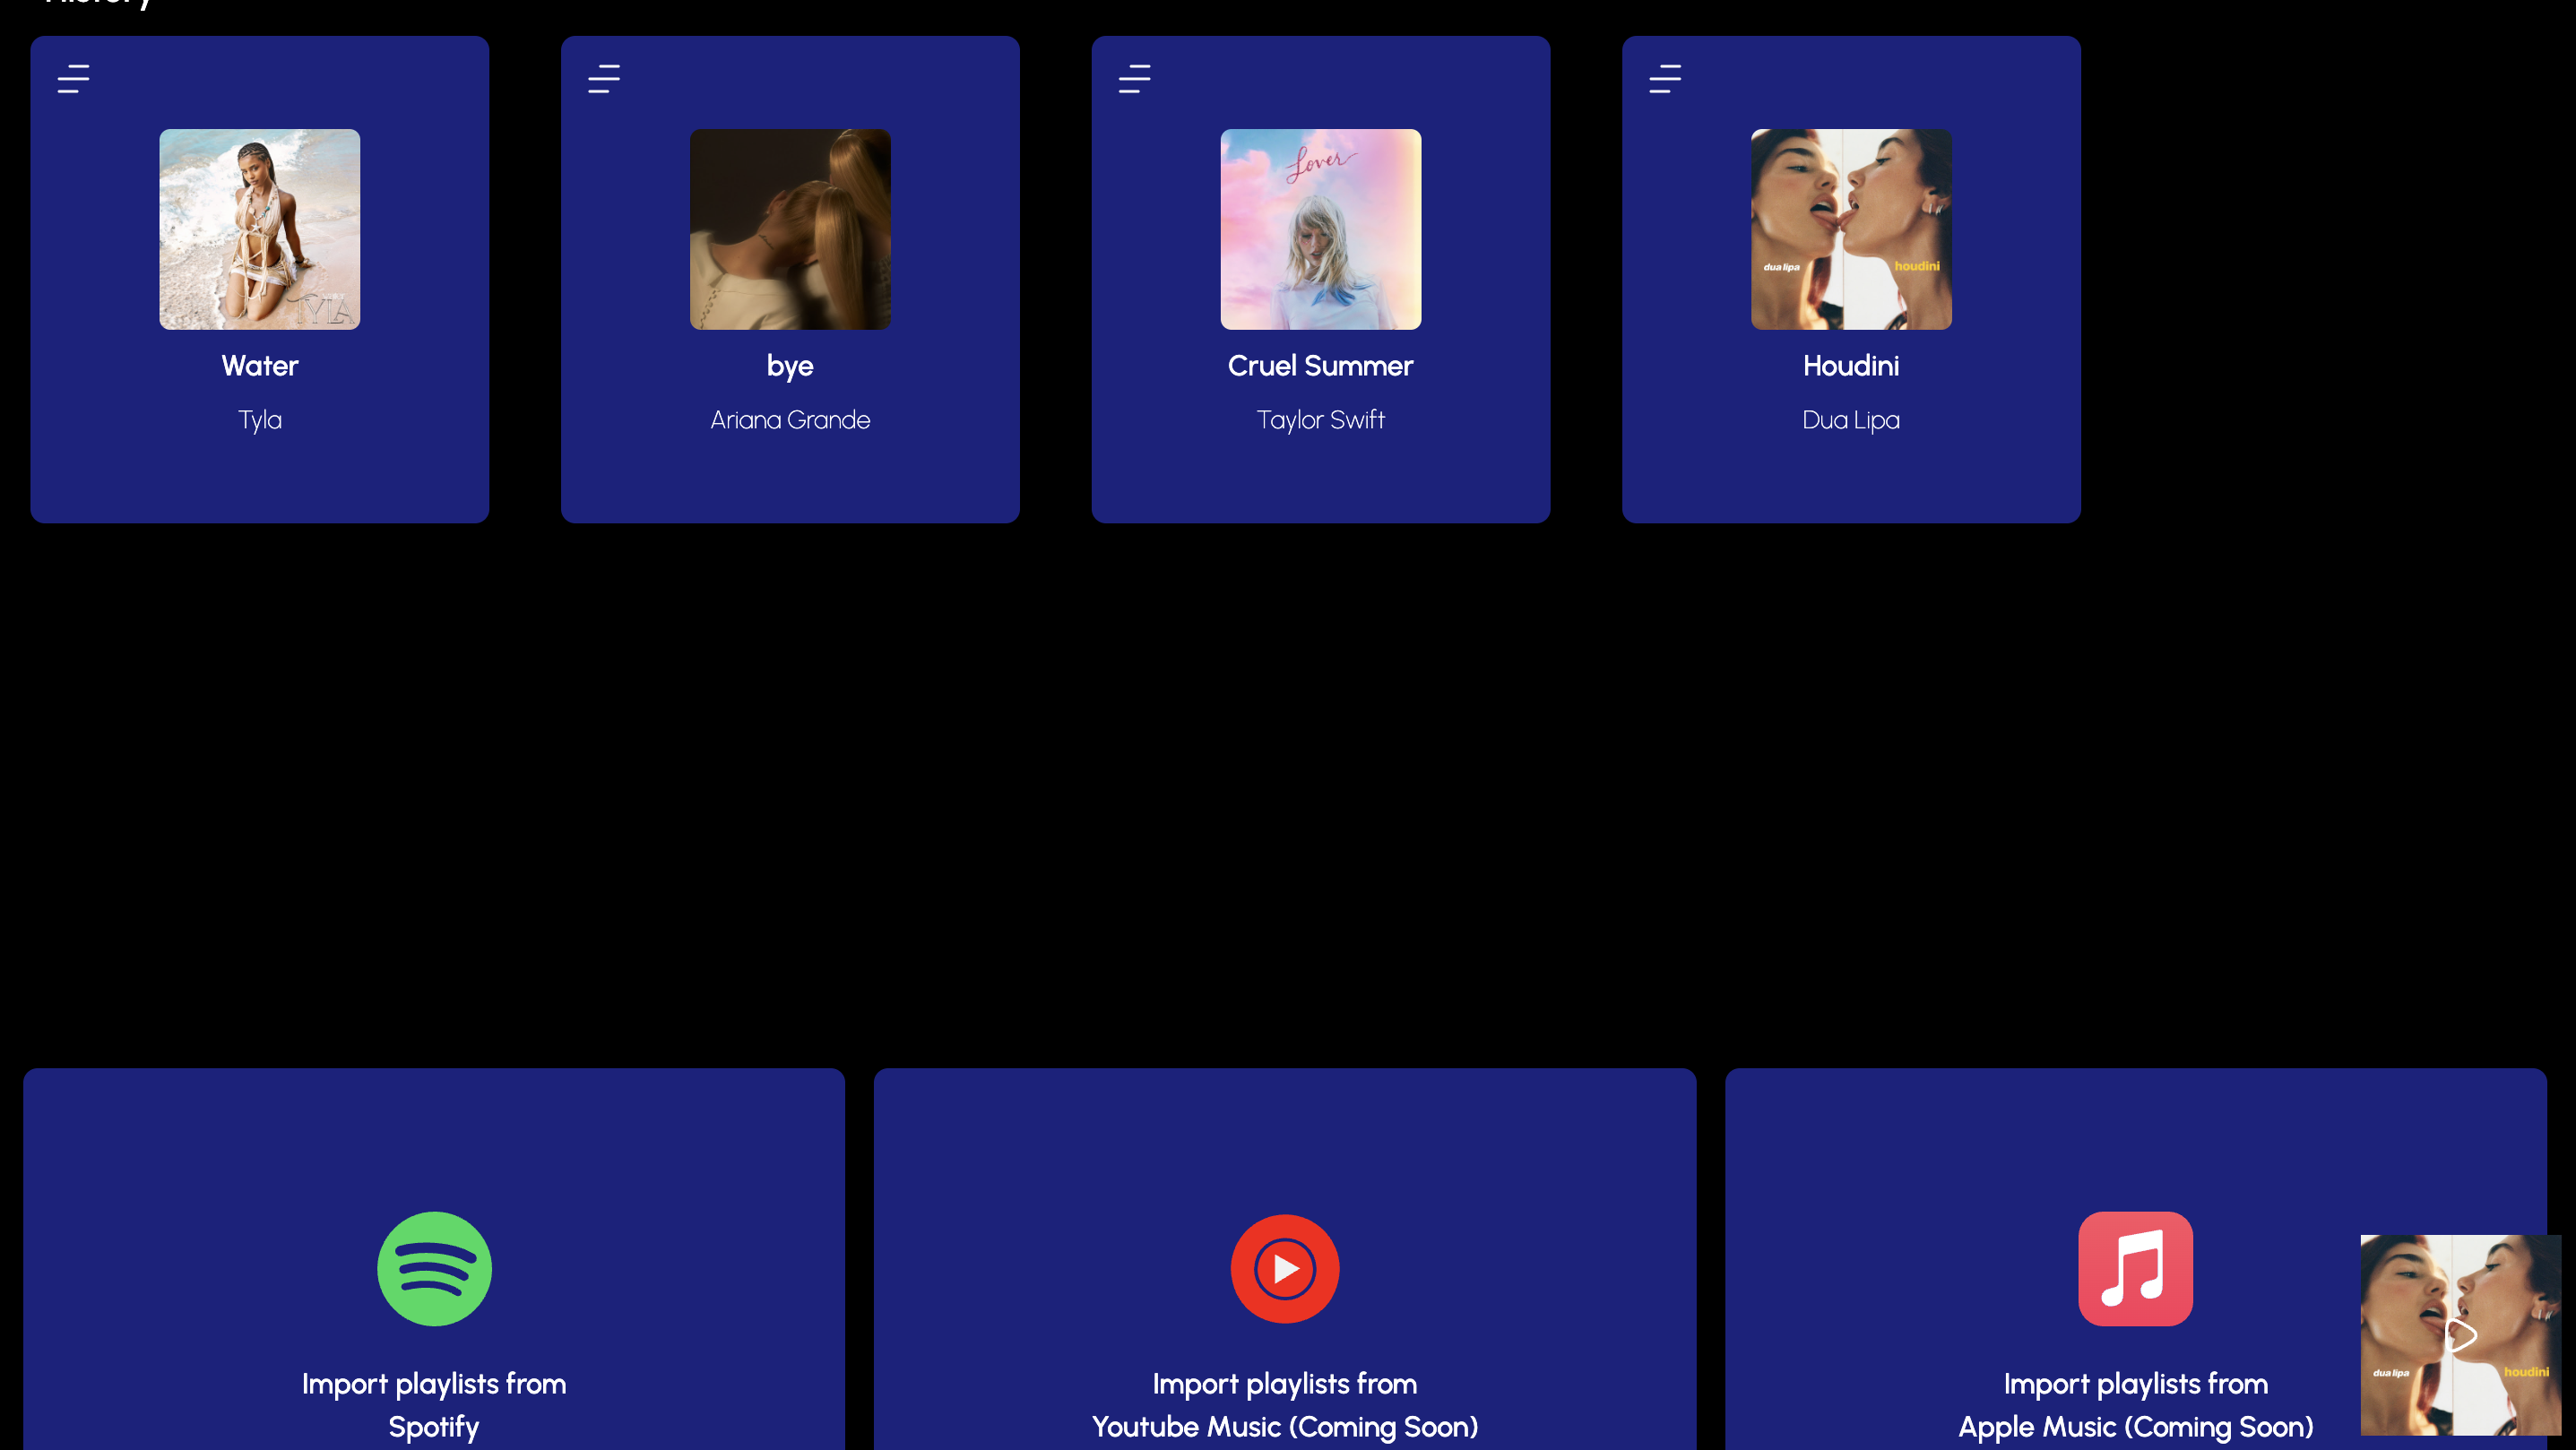 History
TYLA
Lover
dua lipa
houdini
Water
bye
Cruel Summer
Houdini
Tyla
Ariana Grande
Taylor Swift
Dua Lipa
dua lipa
houdini
Import playlists from
Spotify
Import playlists from
Youtube Music (Coming Soon)
Import playlists from
Apple Music (Coming Soon)